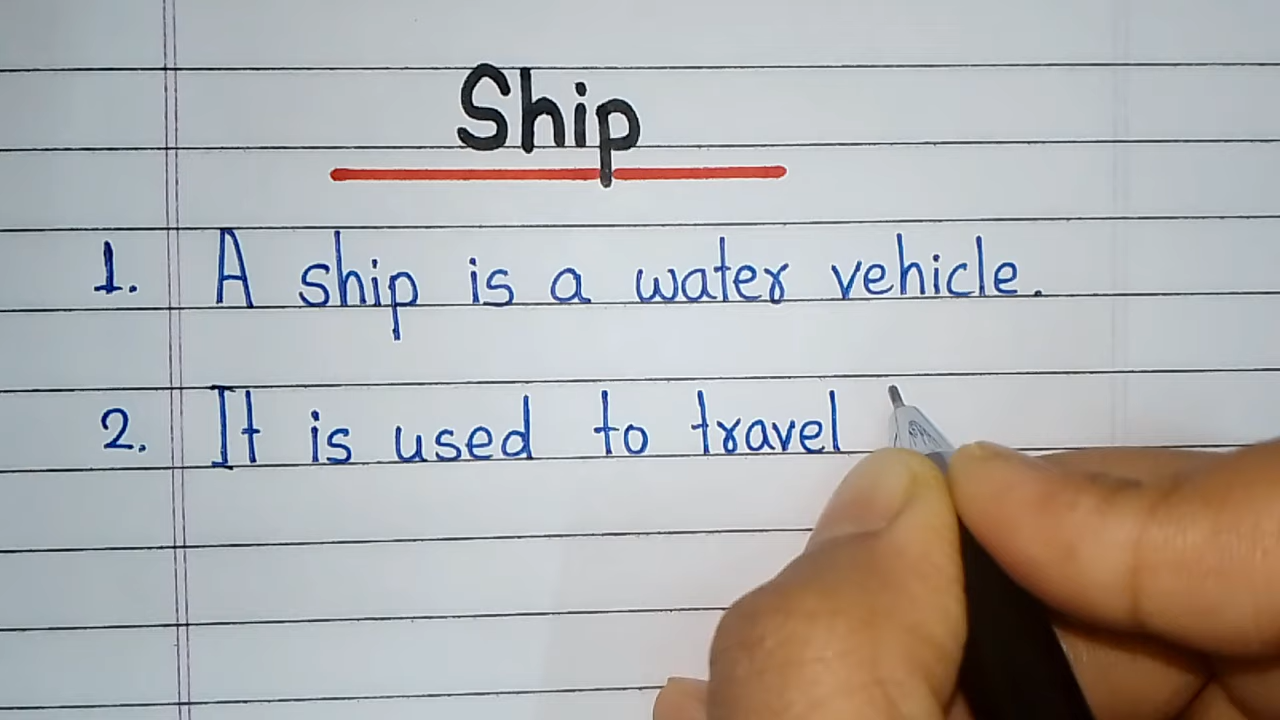 Ship
1. A ship is a water vehicle.
2. It is used to travel